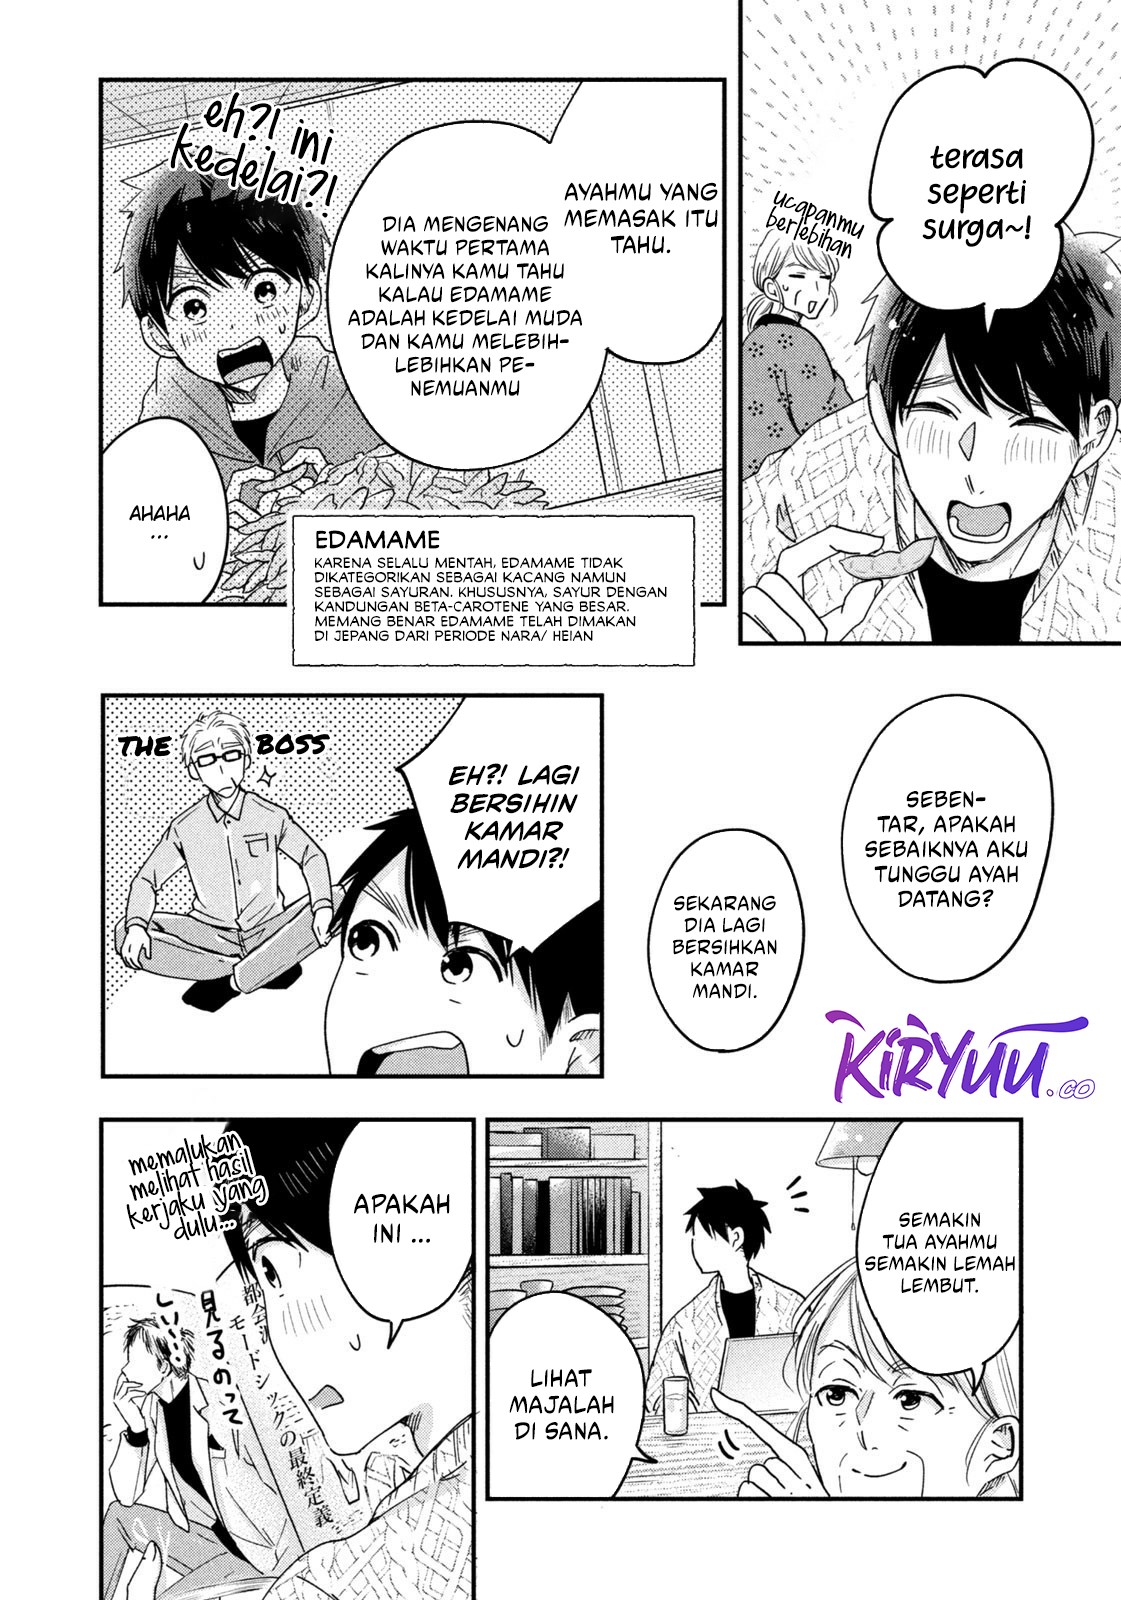 terasa
seperti
surga~!
ucapanmu
berlebihan
AYAHMU YANG
MEMASAK ITU
TAHU.
DIA MENGENANG
WAKTU PERTAMA
KALINYA KAMU TAHU
KALAU EDAMAME
ADALAH KEDELAI MUDA
DAN KAMU MELEBIH-
LEBIHKAN PE-
NEMUANMU
eh?! ini
kedelai?!
AHAHA
...
EDAMAME
KARENA SELALU MENTAH, EDAMAME TIDAK
DIKATEGORIKAN SEBAGAI KACANG NAMUN
SEBAGAI SAYURAN. KHUSUSNYA, SAYUR DENGAN
KANDUNGAN BETA-CAROTENE YANG BESAR.
MEMANG BENAR EDAMAME TELAH DIMAKAN
DI JEPANG DARI PERIODE NARA/ HEIAN
SEBEN-
TAR, APAKAH
SEBAIKNYA AKU
TUNGGU AYAH
DATANG?
SEKARANG
DIA LAGI
BERSIHKAN
KAMAR
MANDI.
EH?! LAGI
BERSIHIN
KAMAR
MANDI?!
THE BOSS
KIRYUU.CO
SEMAKIN
TUA AYAHMU
SEMAKIN LEMAH
LEMBUT.
LIHAT
MAJALAH
DI SANA.
APAKAH
INI ...
memalukan
melihat hasil
kerjaku yang
dulu...
モードシックの最終定義
見るのって